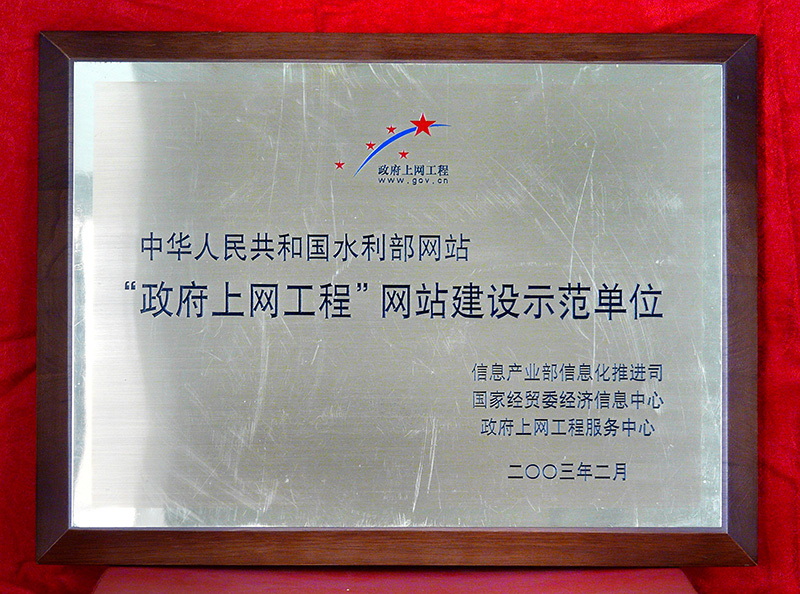 政府上网工程
www.gov.cn
中华人民共和国水利部网站
“政府上网工程”网站建设示范单位
信息产业部信息化推进司
国家经贸委经济信息中心
政府上网工程服务中心
二〇〇三年二月